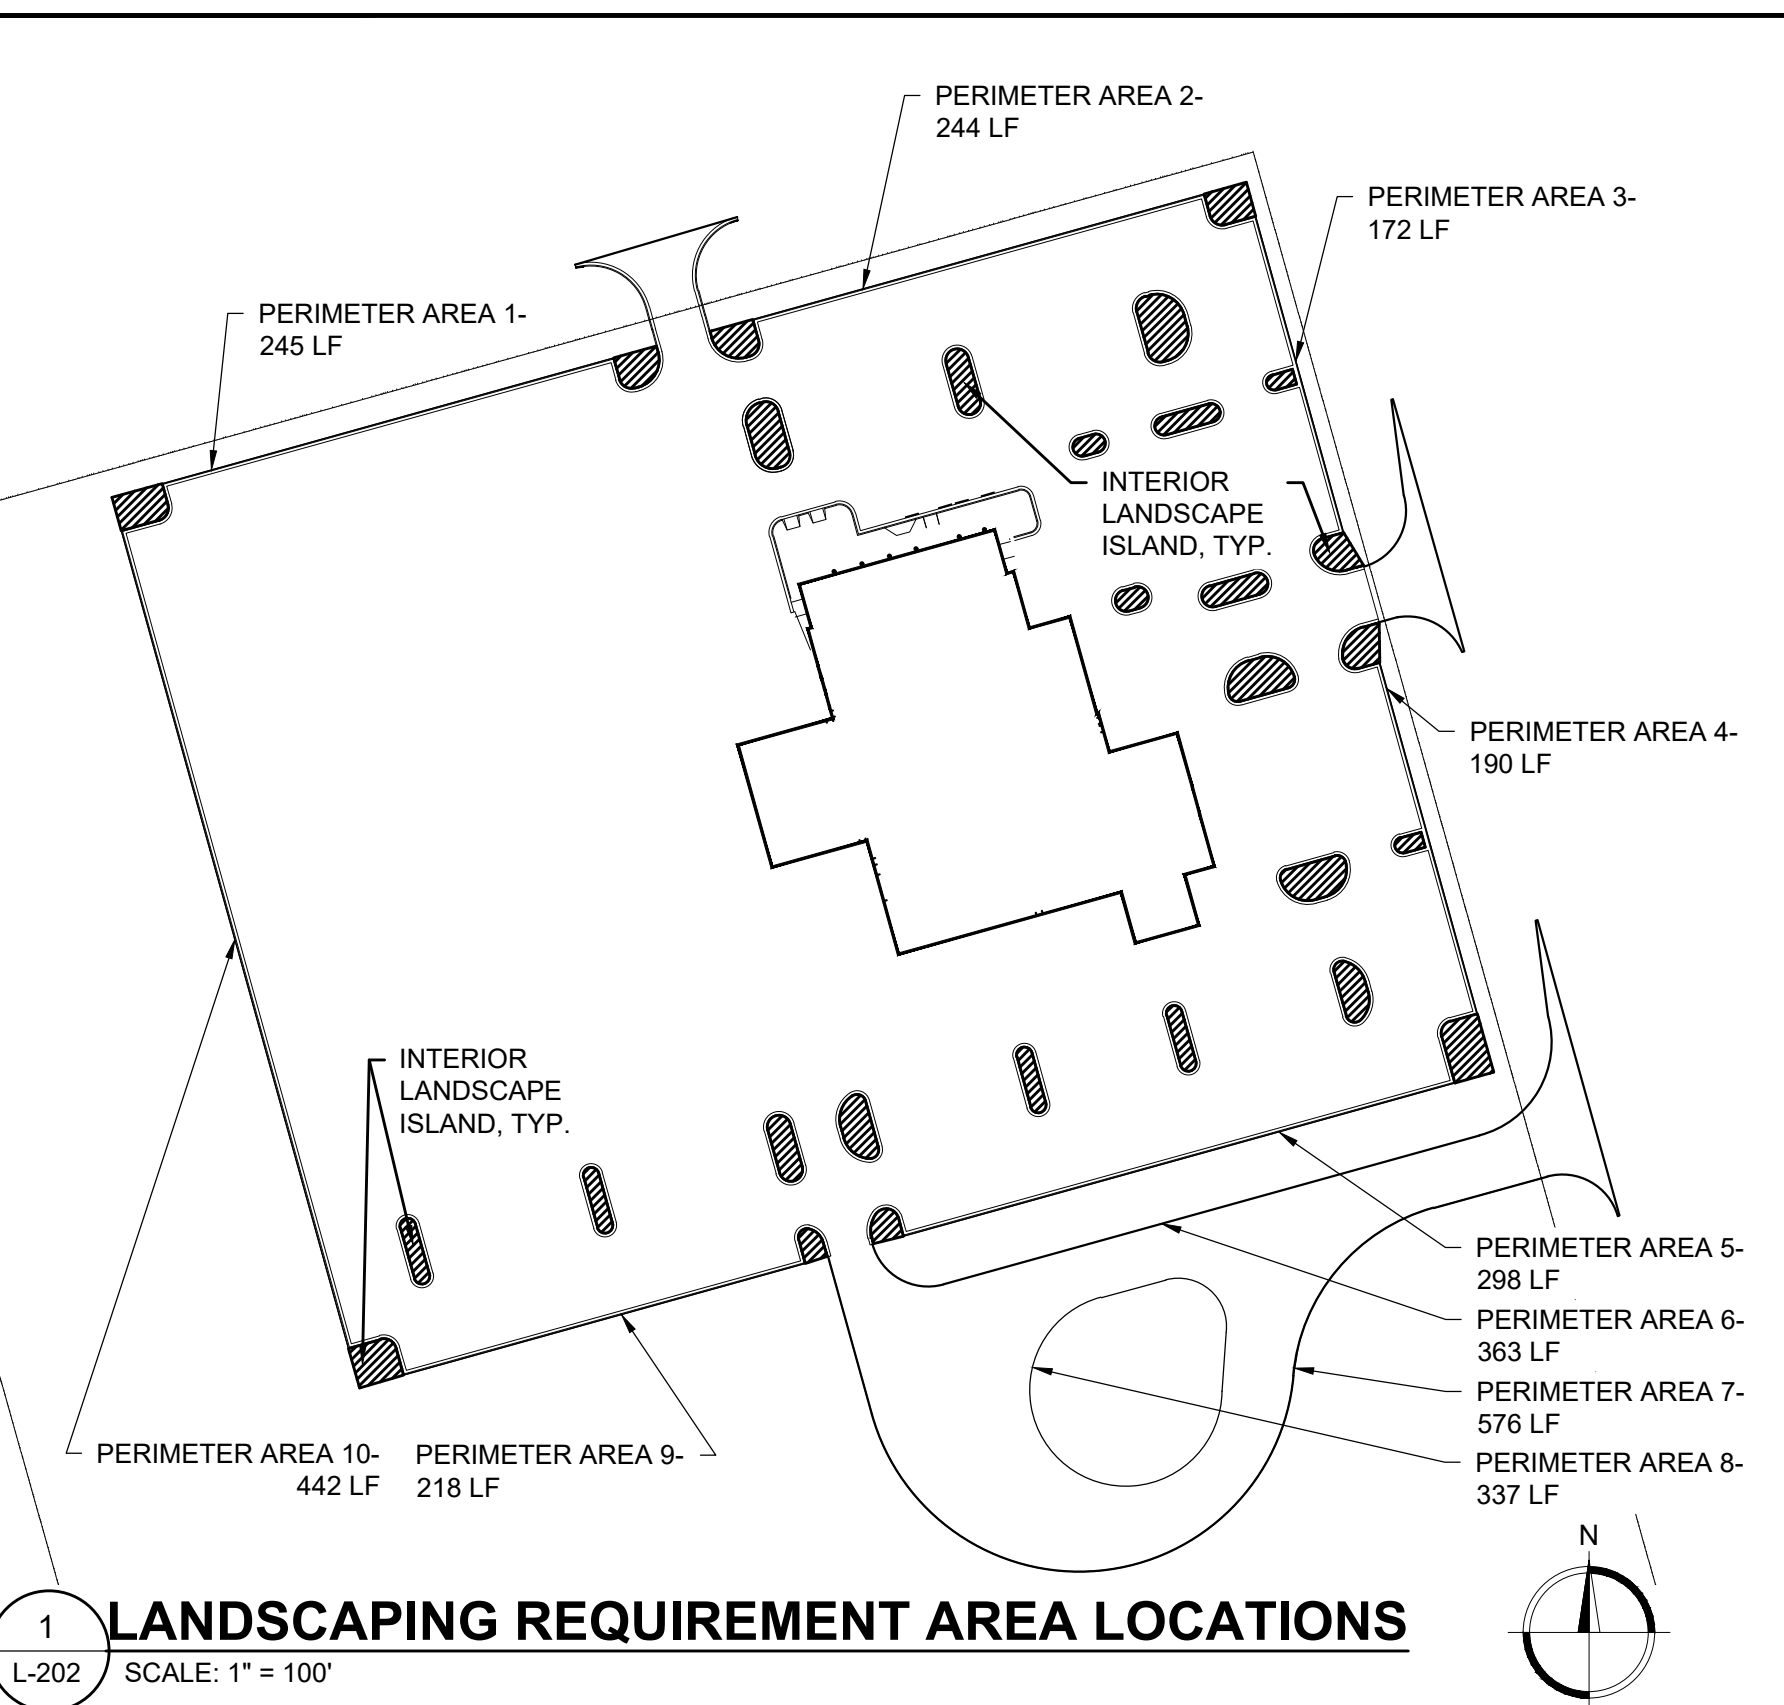 PERIMETER AREA 2-
244 LF
PERIMETER AREA 3-
172 LF
PERIMETER AREA 1-
245 LF
INTERIOR
LANDSCAPE
ISLAND, TYP.
PERIMETER AREA 4-
190 LF
INTERIOR
LANDSCAPE
ISLAND, TYP.
PERIMETER AREA 5-
298 LF
PERIMETER AREA 6-
363 LF
PERIMETER AREA 7-
576 LF
PERIMETER AREA 8-
337 LF
PERIMETER AREA 10-
442 LF
PERIMETER AREA 9-
218 LF
N
1
L-202
LANDSCAPING REQUIREMENT AREA LOCATIONS
SCALE: 1" = 100'